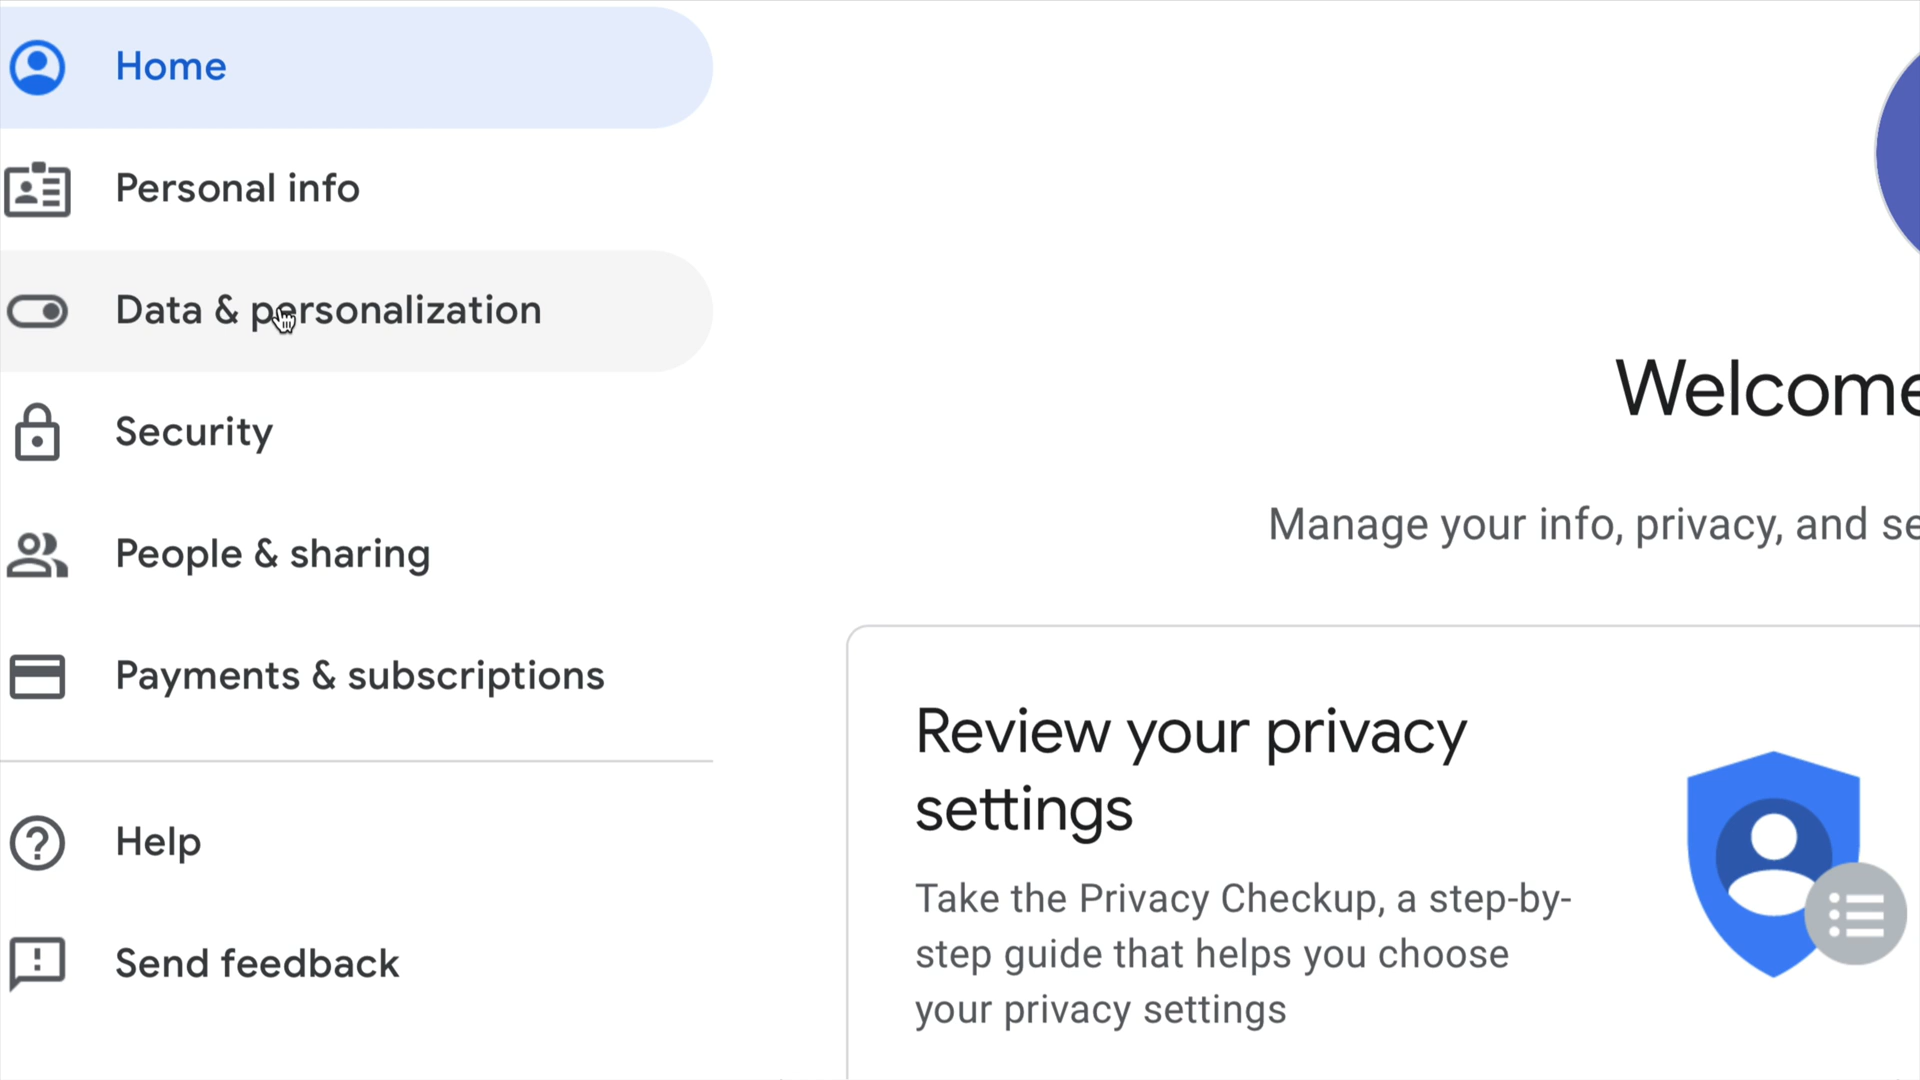 Home
Personal info
Data & personalization
Security
People & sharing
Payments & subscriptions
Help
Send feedback
Welcome
Manage your info, privacy, and se
Review your privacy
settings
Take the Privacy Checkup, a step-by-
step guide that helps you choose
your privacy settings